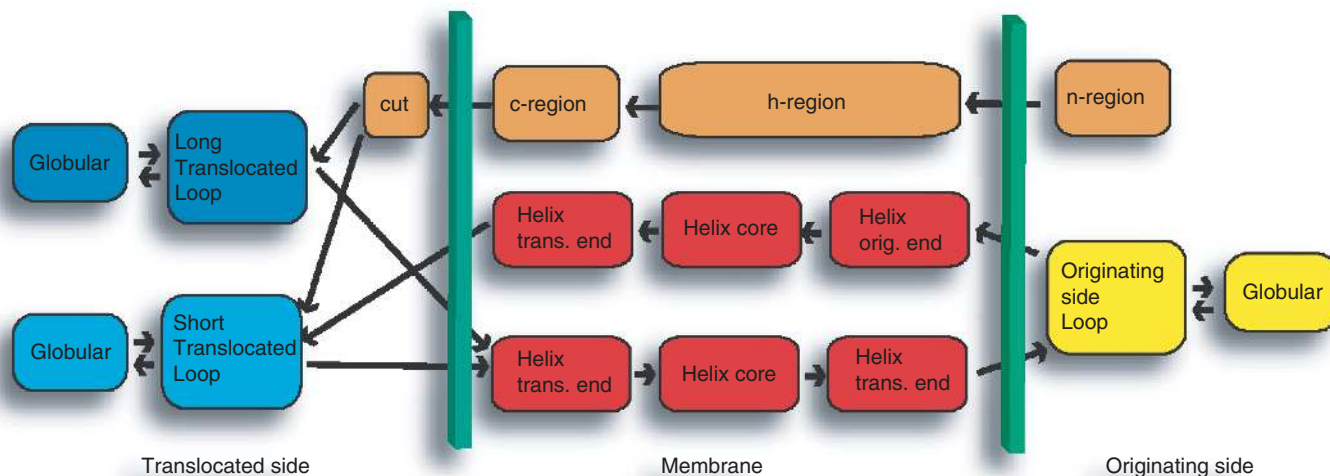 cut
c-region
h-region
n-region
Globular
Long
Translocated
Loop
Helix
trans. end
Helix core
Helix
orig. end
Originating
side
Loop
Globular
Globular
Short
Translocated
Loop
Helix
trans. end
Helix core
Helix
trans. end
Translocated side
Membrane
Originating side